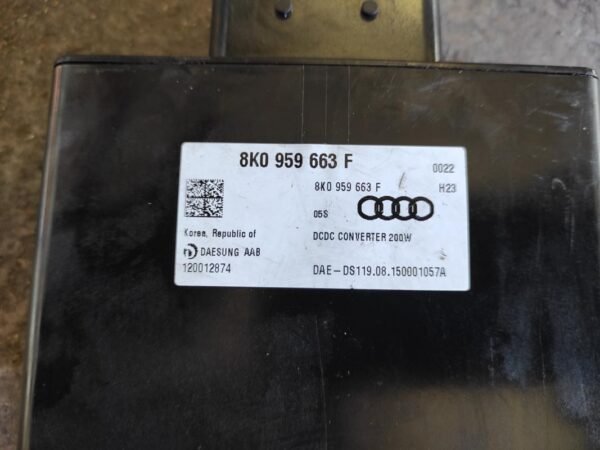 8K0 959 663 F
0022
8K0 959 663 F H23
05S
Korea, Republic of DCDC CONVERTER 200W
DAESUNG AAB
120012874 DAE-DS119.08.150001057A